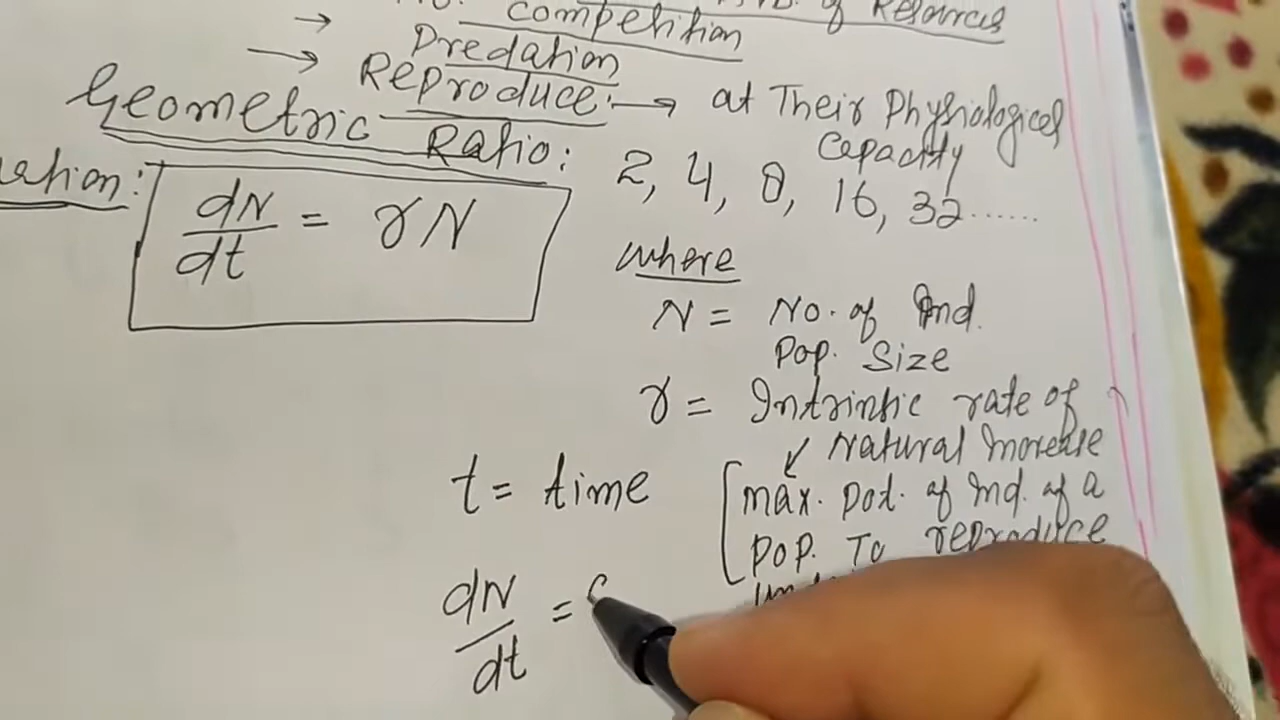 of Resources
→ Competition
→ Predation
Reproduce: → at Their Physiological
Capacity
Geometric Ratio: 2, 4, 8, 16, 32......
dN/dt = rN
where
N = No. of Ind.
Pop. Size
r = Intrinsic rate of
Natural Increase
t = time
[max. pot. of Ind. of a
pop. To reproduce
dN/dt =